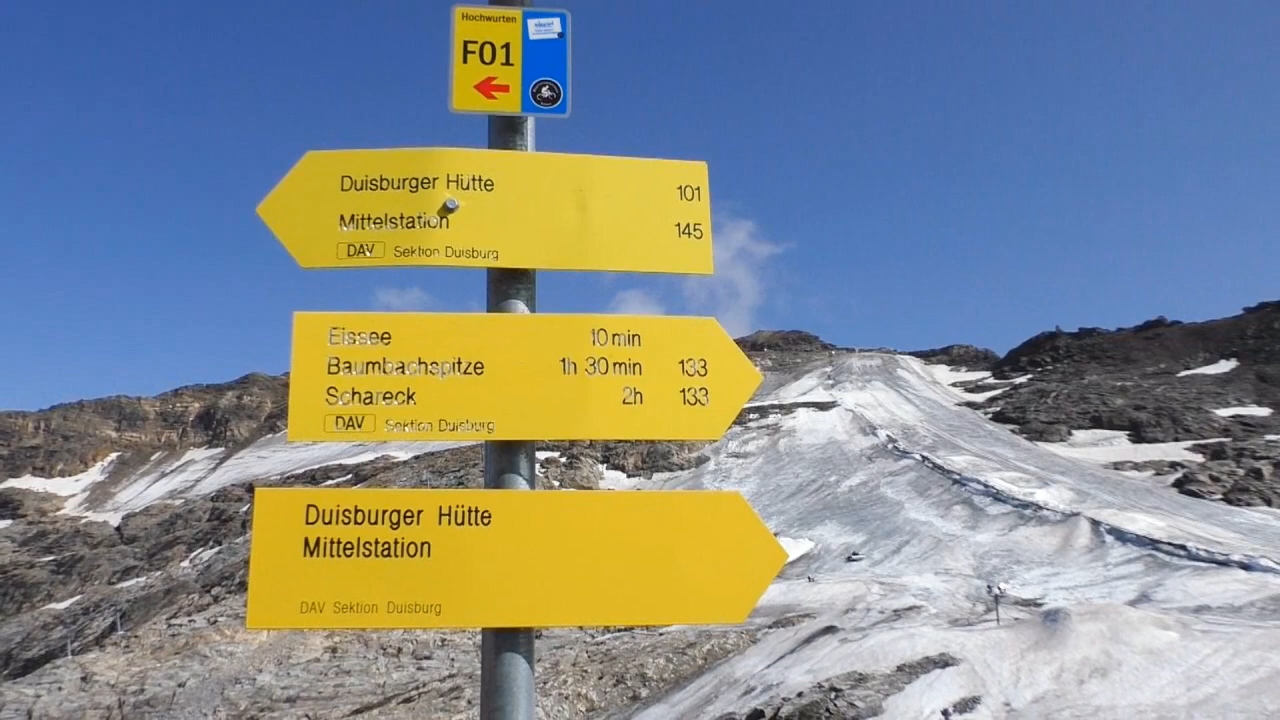 Hochwurten
F01
Duisburger Hütte 101
Mittelstation 145
DAV Sektion Duisburg
Eissee 10 min
Baumbachspitze 1h 30 min 133
Schareck 2h 133
DAV Sektion Duisburg
Duisburger Hütte
Mittelstation
DAV Sektion Duisburg